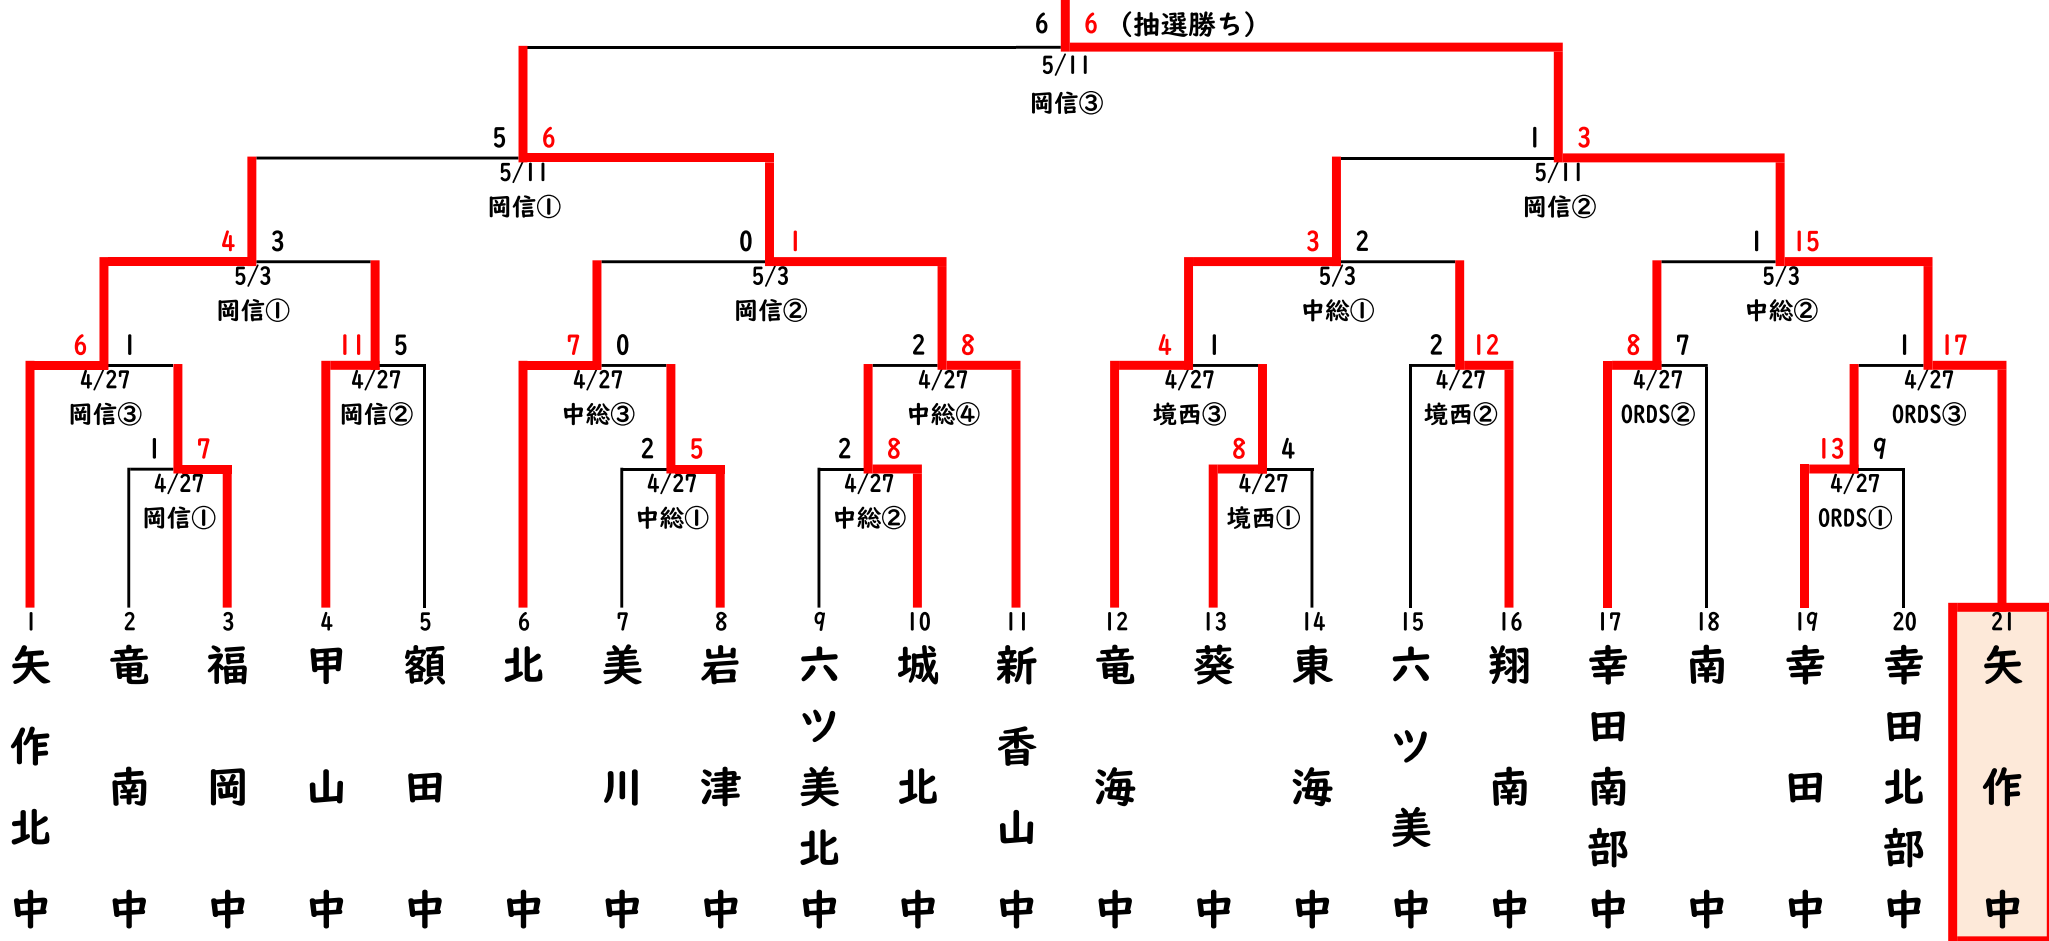 6 6 （抽選勝ち）
5/11
岡信③
5 6 1 3
5/11 5/11
岡信① 岡信②
4 3 0 1 3 2 1 15
5/3 5/3 5/3 5/3
岡信① 岡信② 中総① 中総②
6 1 11 5 7 0 2 8 4 1 2 12 8 7 1 17
4/27 4/27 4/27 4/27 4/27 4/27 4/27 4/27
岡信③ 岡信② 中総③ 中総④ 境西③ 境西② ORDS② ORDS③
1 7 2 5 2 8 8 4 13 9
4/27 4/27 4/27 4/27 4/27
岡信① 中総① 中総② 境西① ORDS①
1 矢作北中
2 竜南中
3 福岡中
4 甲山中
5 額田中
6 北中
7 美川中
8 岩津中
9 六ツ美北中
10 城北中
11 新香山中
12 竜海中
13 葵中
14 東海中
15 六ツ美中
16 翔南中
17 幸田南部中
18 南中
19 幸田中
20 幸田北部中
21 矢作中